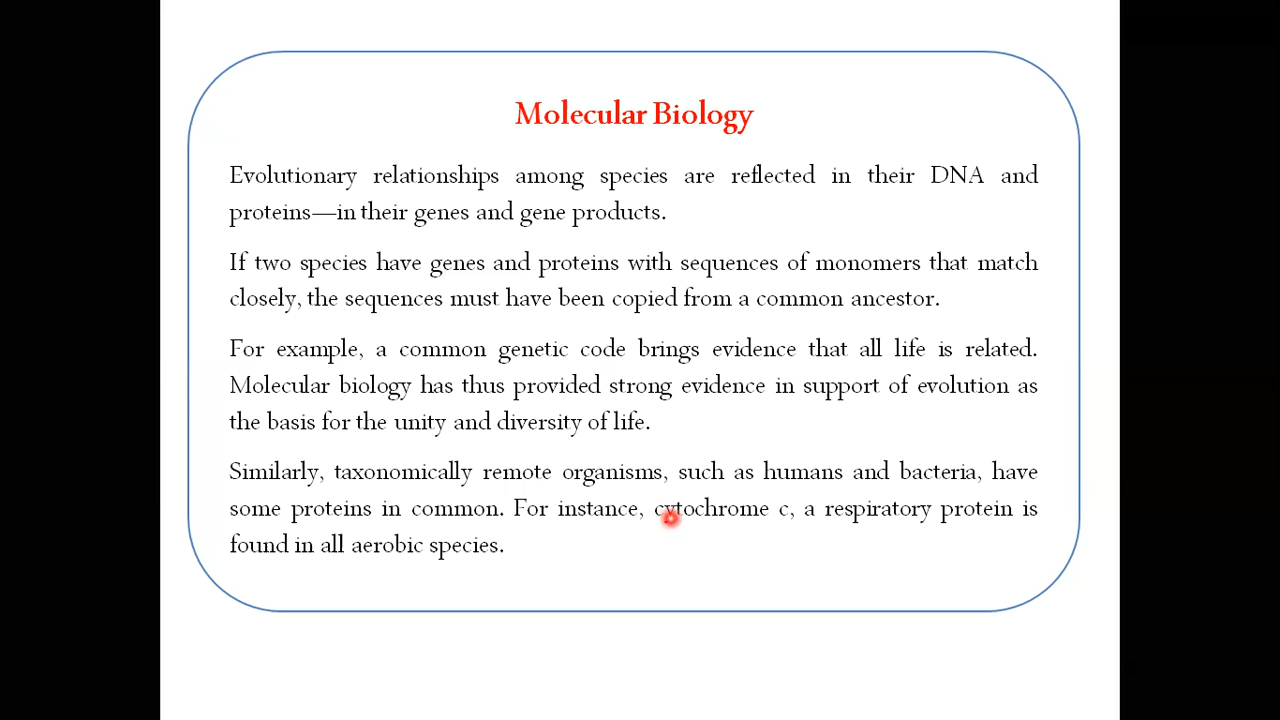 Molecular Biology
Evolutionary relationships among species are reflected in their DNA and
proteins—in their genes and gene products.
If two species have genes and proteins with sequences of monomers that match
closely, the sequences must have been copied from a common ancestor.
For example, a common genetic code brings evidence that all life is related.
Molecular biology has thus provided strong evidence in support of evolution as
the basis for the unity and diversity of life.
Similarly, taxonomically remote organisms, such as humans and bacteria, have
some proteins in common. For instance, cytochrome c, a respiratory protein is
found in all aerobic species.